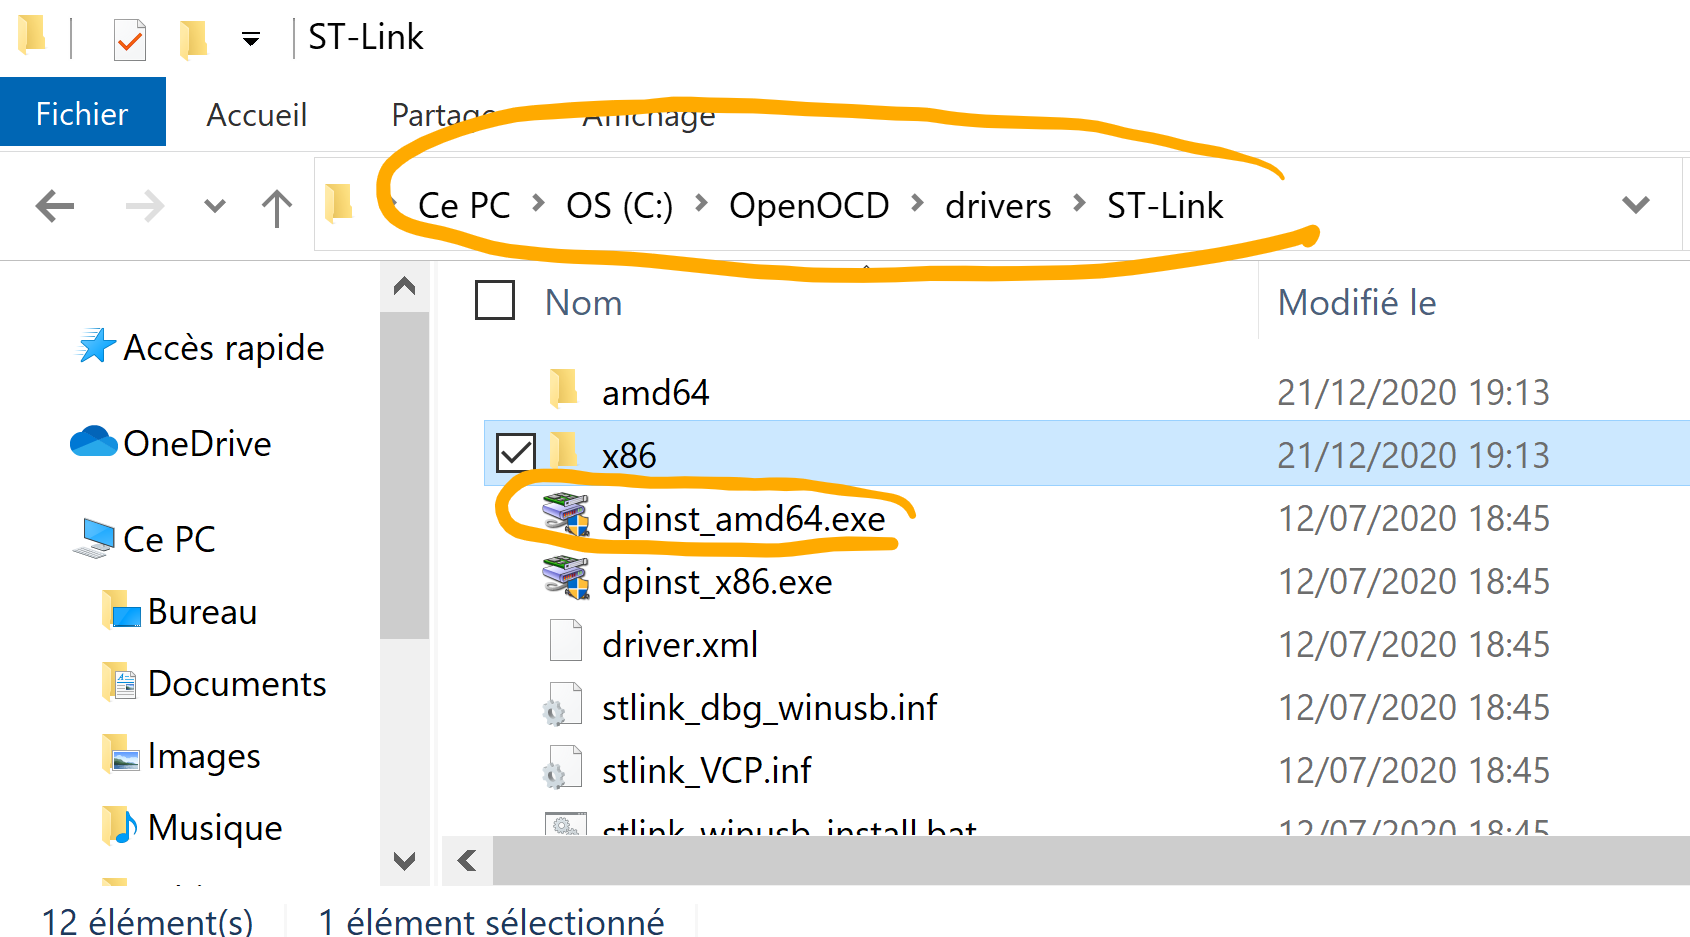 ST-Link
Fichier Accueil Partage Affichage
Ce PC > OS (C:) > OpenOCD > drivers > ST-Link
Nom Modifié le
Accès rapide
OneDrive
Ce PC
Bureau
Documents
Images
Musique
amd64 21/12/2020 19:13
x86 21/12/2020 19:13
dpinst_amd64.exe 12/07/2020 18:45
dpinst_x86.exe 12/07/2020 18:45
driver.xml 12/07/2020 18:45
stlink_dbg_winusb.inf 12/07/2020 18:45
stlink_VCP.inf 12/07/2020 18:45
stlink_winusb_install.bat 12/07/2020 18:45
12 élément(s) 1 élément sélectionné